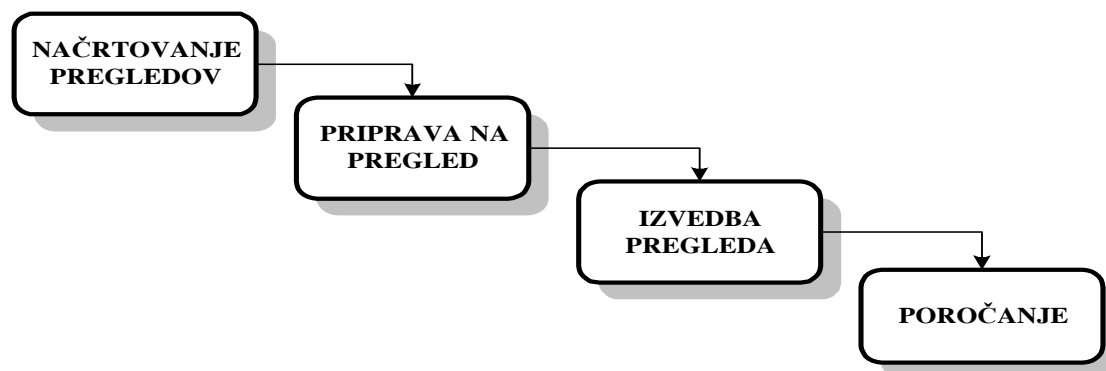 NAČRTOVANJE
PREGLEDOV
PRIPRAVA NA
PREGLED
IZVEDBA
PREGLEDA
POROČANJE